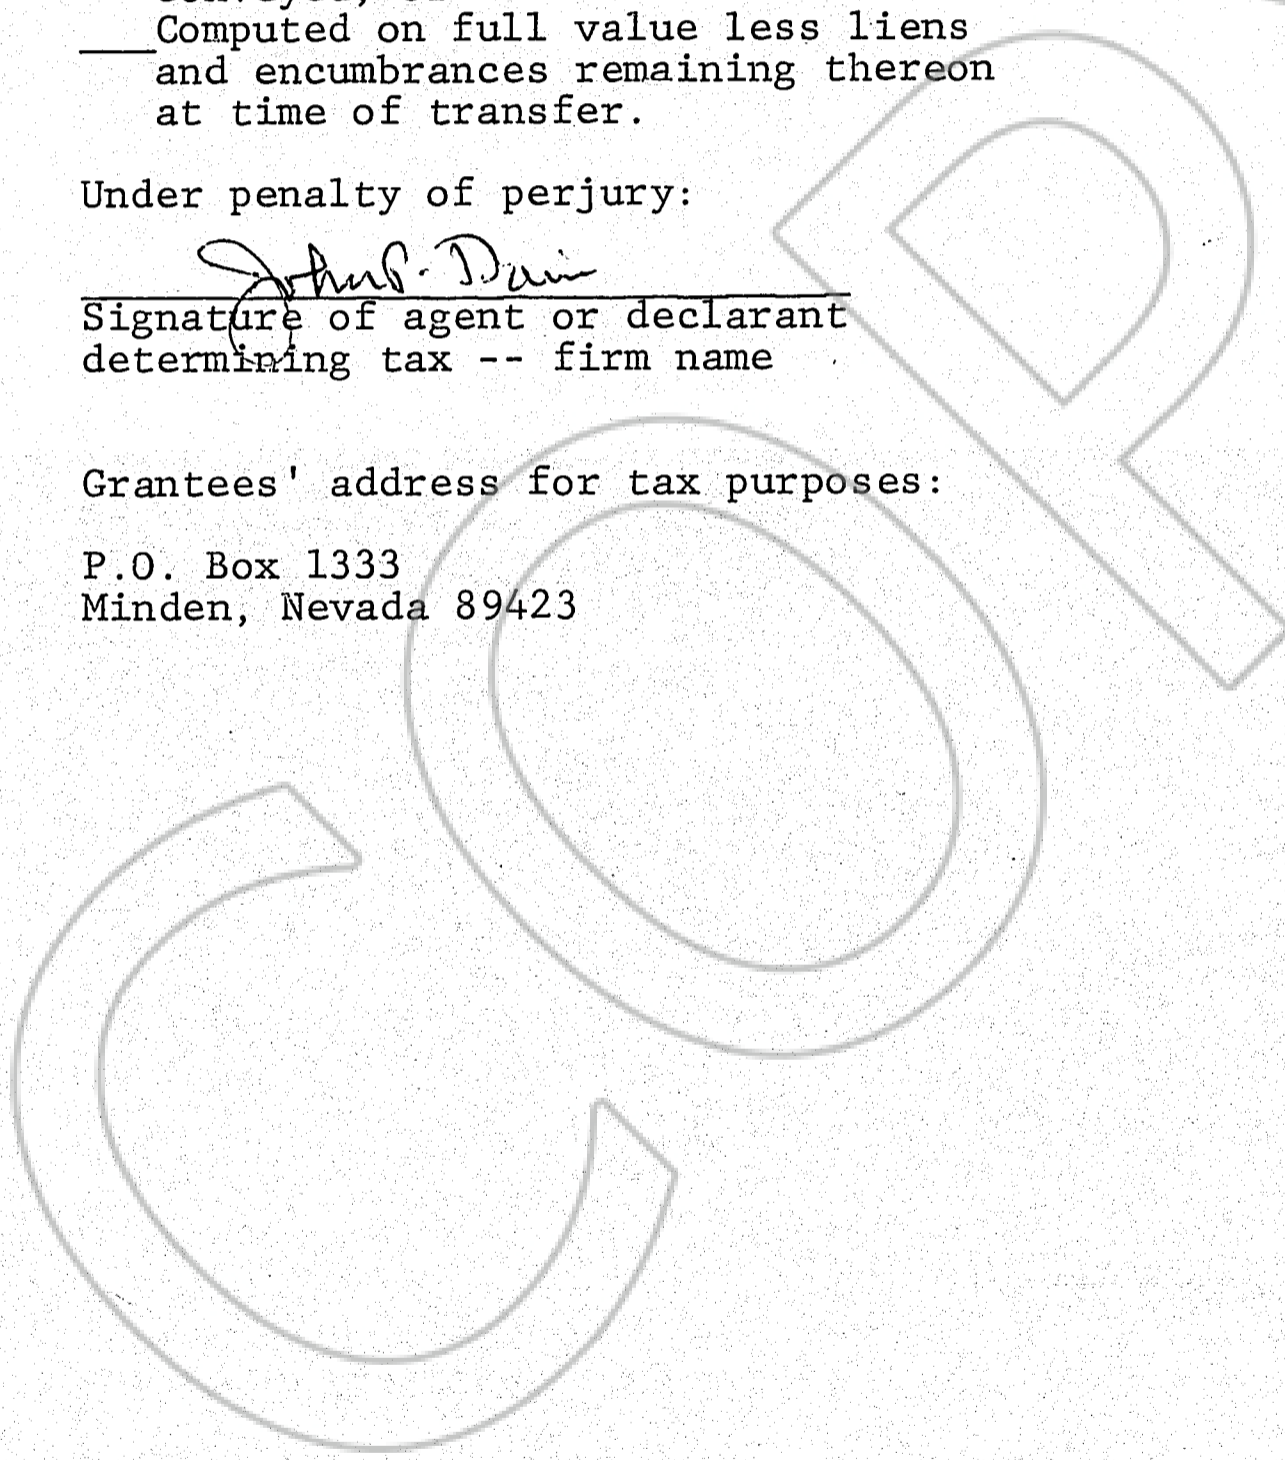 Computed on full value less liens
and encumbrances remaining thereon
at time of transfer.
Under penalty of perjury:
Signature of agent or declarant
determining tax -- firm name
Grantees' address for tax purposes:
P.O. Box 1333
Minden, Nevada 89423
COP